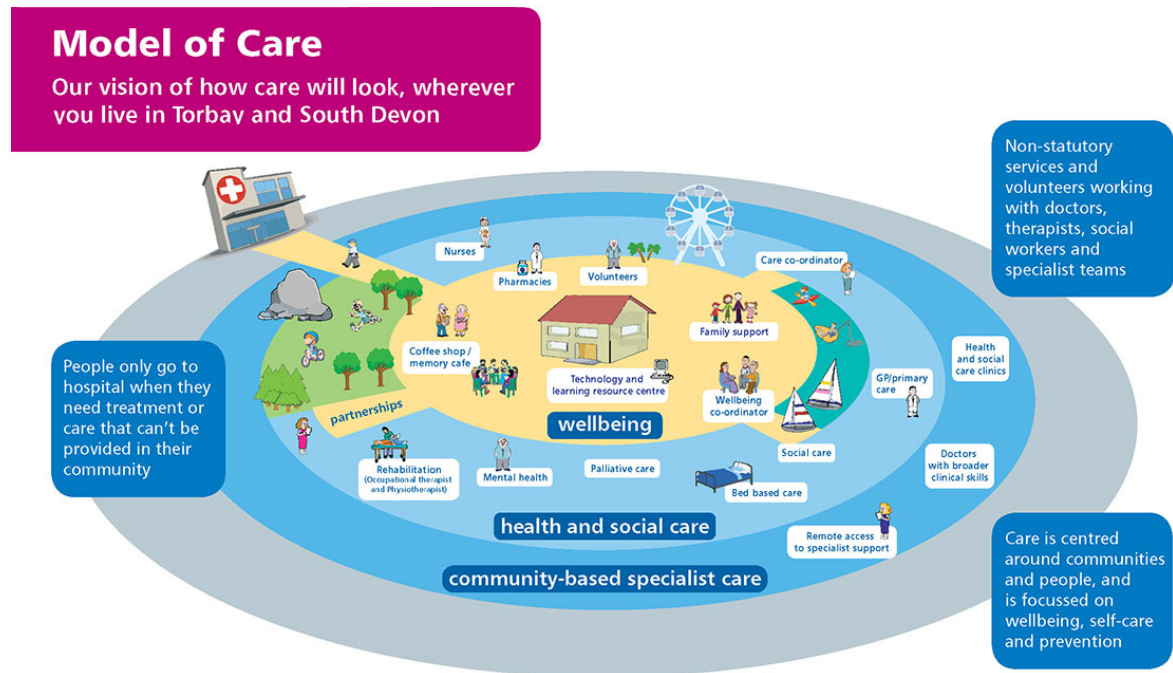 Model of Care
Our vision of how care will look, wherever
you live in Torbay and South Devon
Non-statutory
services and
volunteers working
with doctors,
therapists, social
workers and
specialist teams
Nurses
Pharmacies
Volunteers
Care co-ordinator
Coffee shop /
memory cafe
Family support
Technology and
learning resource centre
Wellbeing
co-ordinator
GP/primary
care
Health
and social
care clinics
People only go to
hospital when they
need treatment or
care that can't be
provided in their
community
partnerships
wellbeing
Rehabilitation
(Occupational therapist
and Physiotherapist)
Mental health
Palliative care
Social care
Bed based care
Doctors
with broader
clinical skills
health and social care
Remote access
to specialist support
community-based specialist care
Care is centred
around communities
and people, and
is focussed on
wellbeing, self-care
and prevention